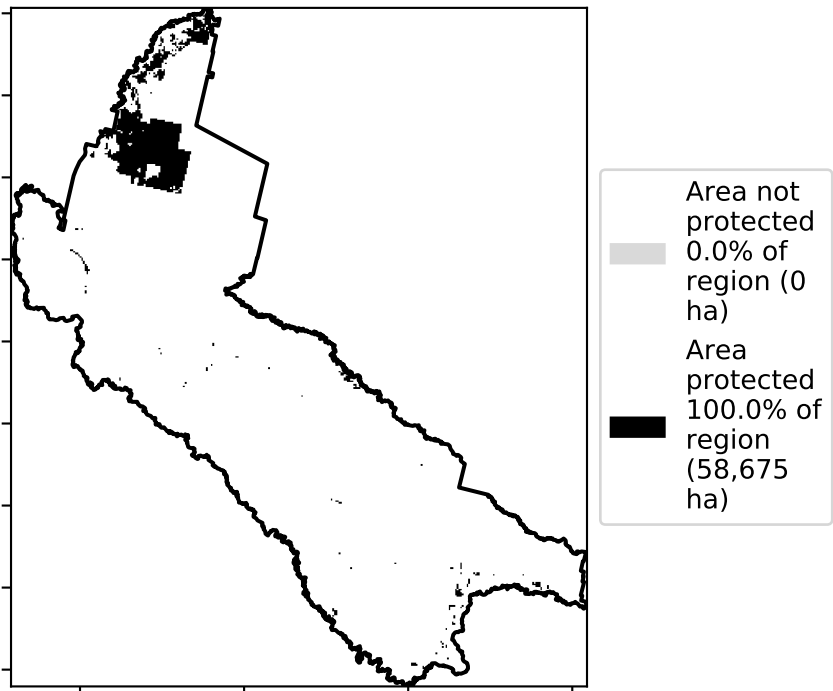 Area not
protected
0.0% of
region (0
ha)
Area
protected
100.0% of
region
(58,675
ha)